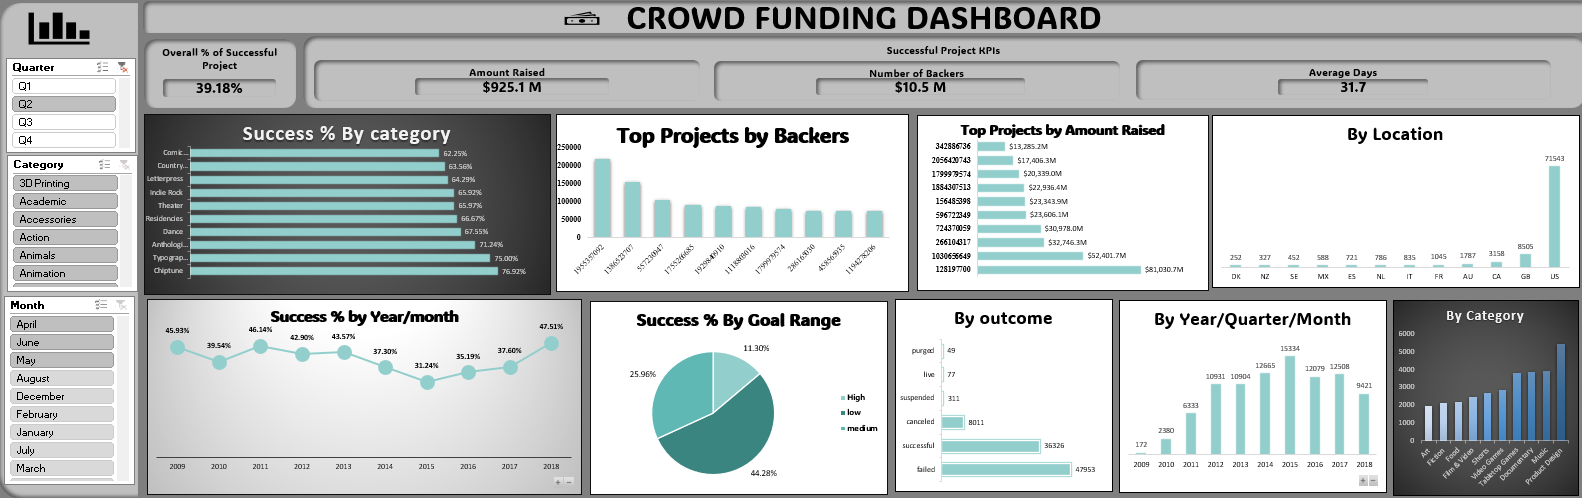 CROWD FUNDING DASHBOARD
Overall % of Successful
Project
39.18%
Successful Project KPIs
Amount Raised
$925.1 M
Number of Backers
$10.5 M
Average Days
31.7
Quarter
Q1
Q2
Q3
Q4
Category
3D Printing
Academic
Accessories
Action
Animals
Animation
Month
April
June
May
August
December
February
January
July
March
Success % By category
Comic...
62.25%
Country...
63.56%
Letterpress
64.29%
Indie Rock
65.92%
Theater
65.97%
Residencies
66.67%
Dance
67.55%
Anthologi...
71.24%
Typograp...
75.00%
Chiptune
76.92%
Top Projects by Backers
250000
200000
150000
100000
50000
0
1955357092
1386523707
557230947
1755266685
1929840910
1118803016
1799979574
286165030
458565035
1194278206
Top Projects by Amount Raised
342886736
$13,285.2M
2056420743
$17,406.3M
1799979574
$20,339.0M
1884307513
$22,936.4M
156485398
$23,343.9M
596722349
$23,606.1M
724370059
$30,978.0M
266104317
$32,746.3M
1030656649
$52,401.7M
128197700
$81,030.7M
By Location
252 327 452 588 721 786 835 1045 1787 3158 8505 71543
DK NZ SE MX ES NL IT FR AU CA GB US
Success % by Year/month
45.93% 39.54% 46.14% 42.90% 43.57% 37.30% 31.24% 35.19% 37.60% 47.51%
2009 2010 2011 2012 2013 2014 2015 2016 2017 2018
+ −
Success % By Goal Range
11.30%
25.96%
44.28%
High
low
medium
By outcome
purged 49
live 77
suspended 311
canceled 8011
successful 36326
failed 47953
By Year/Quarter/Month
172 2380 6333 10931 10904 12665 15334 12079 12508 9421
2009 2010 2011 2012 2013 2014 2015 2016 2017 2018
+ −
By Category
6000
5000
4000
3000
2000
1000
0
Art
Fiction
Food
Film & Video
Shorts
Video Games
Tabletop Games
Documentary
Music
Product Design